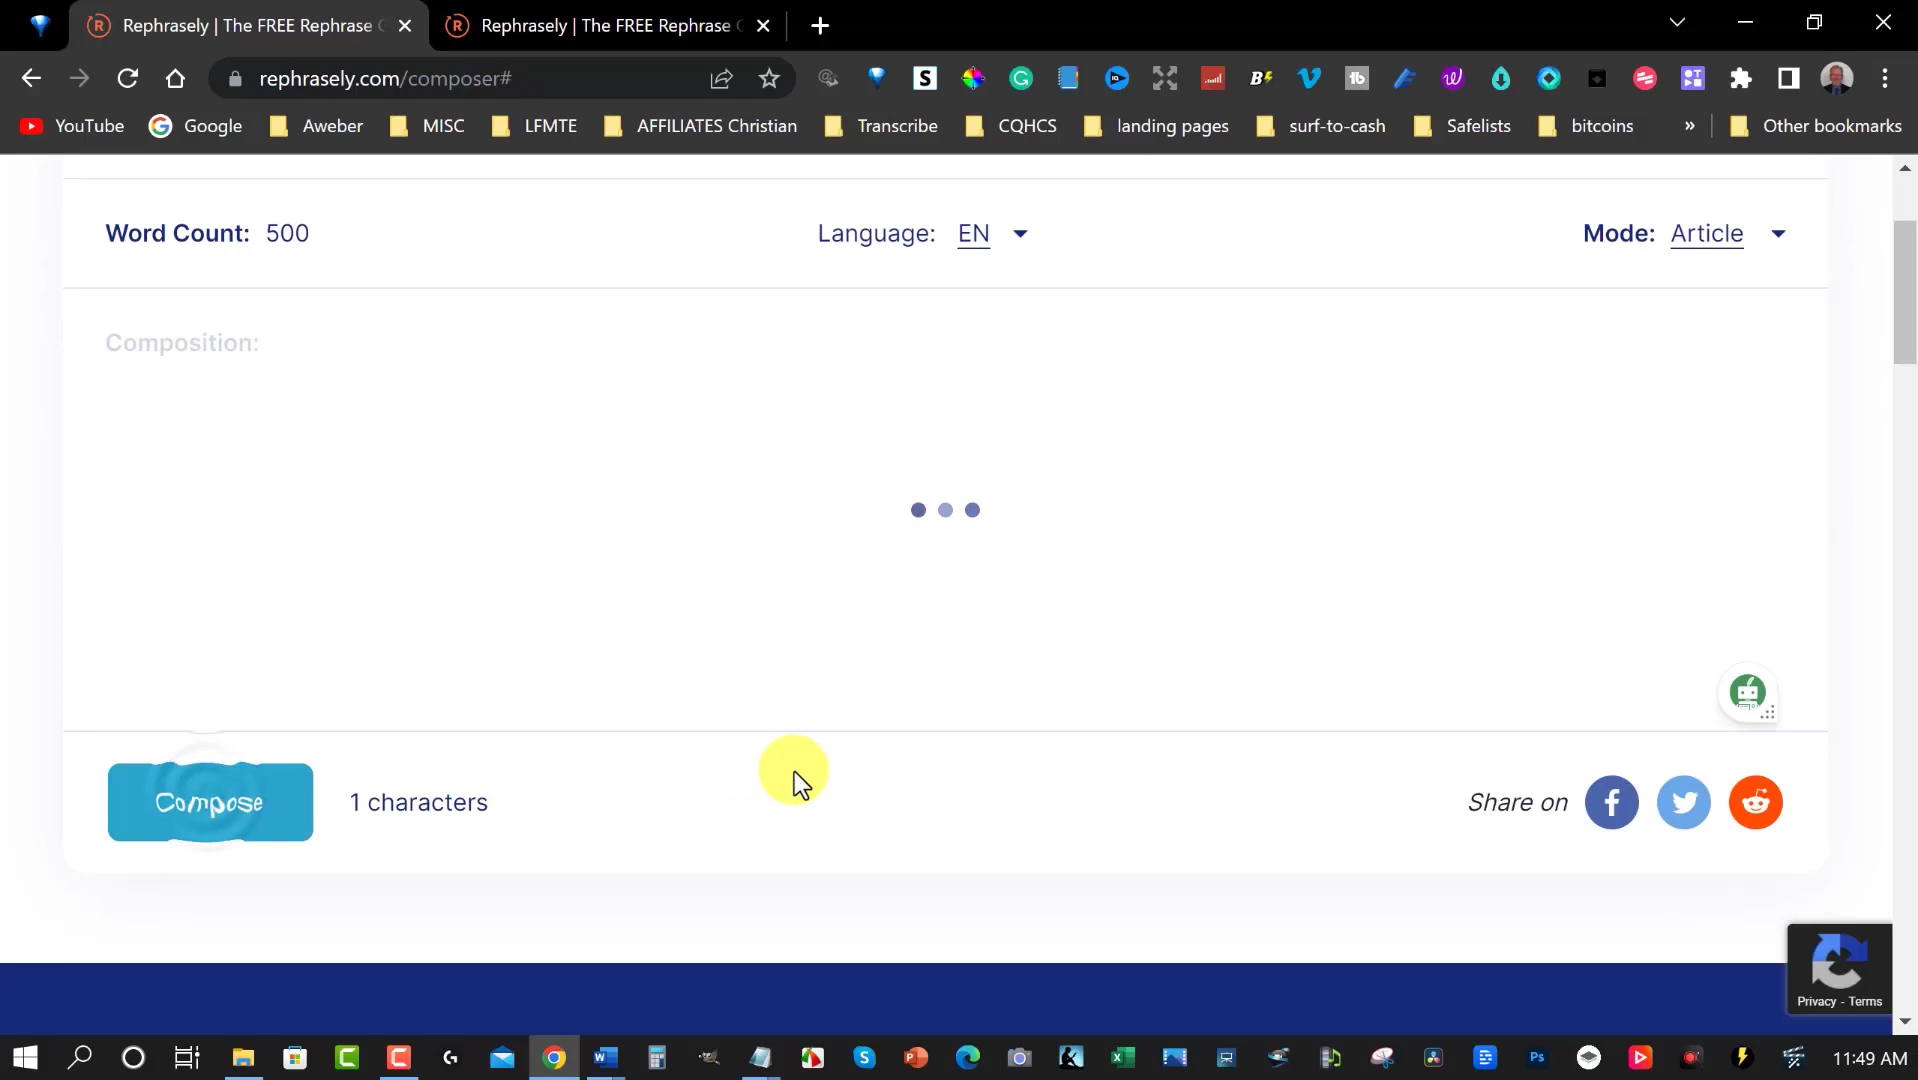 Rephrasely | The FREE Rephrase
Rephrasely | The FREE Rephrase
rephrasely.com/composer#
YouTube Google Aweber MISC LFMTE AFFILIATES Christian Transcribe CQHCS landing pages surf-to-cash Safelists bitcoins » Other bookmarks
Word Count: 500 Language: EN Mode: Article
Composition:
Compose 1 characters Share on
Privacy - Terms
11:49 AM